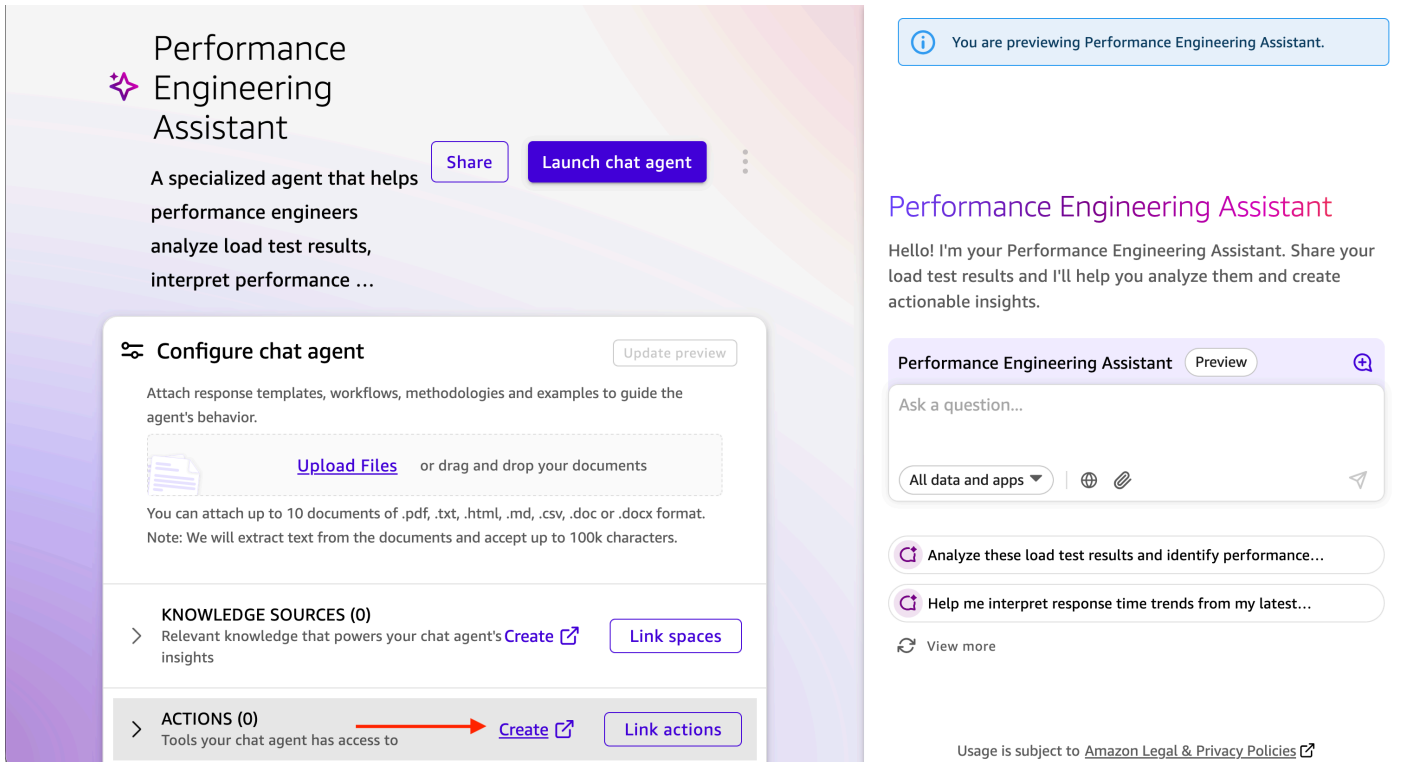 Performance
Engineering
Assistant
Share
Launch chat agent
A specialized agent that helps
performance engineers
analyze load test results,
interpret performance ...
Configure chat agent
Update preview
Attach response templates, workflows, methodologies and examples to guide the
agent's behavior.
Upload Files or drag and drop your documents
You can attach up to 10 documents of .pdf, .txt, .html, .md, .csv, .doc or .docx format.
Note: We will extract text from the documents and accept up to 100k characters.
KNOWLEDGE SOURCES (0)
Relevant knowledge that powers your chat agent's
insights
Create
Link spaces
ACTIONS (0)
Tools your chat agent has access to
Create
Link actions
You are previewing Performance Engineering Assistant.
Performance Engineering Assistant
Hello! I'm your Performance Engineering Assistant. Share your
load test results and I'll help you analyze them and create
actionable insights.
Performance Engineering Assistant
Preview
Ask a question...
All data and apps
Analyze these load test results and identify performance...
Help me interpret response time trends from my latest...
View more
Usage is subject to Amazon Legal & Privacy Policies